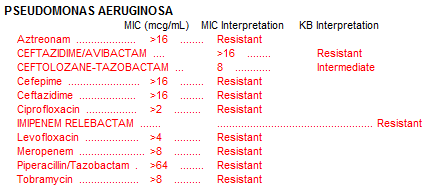 PSEUDOMONAS AERUGINOSA
MIC (mcg/mL) MIC Interpretation KB Interpretation
Aztreonam .................... >16 ........ Resistant
CEFTAZIDIME/AVIBACTAM .... >16 ............ Resistant
CEFTOLOZANE-TAZOBACTAM ... 8 ............ Intermediate
Cefepime .................... >16 ........ Resistant
Ceftazidime .................... >16 ........ Resistant
Ciprofloxacin ................ >2 ........ Resistant
IMIPENEM RELEBACTAM ....... ............................................................ Resistant
Levofloxacin ................ >4 ........ Resistant
Meropenem .................... >8 ........ Resistant
Piperacillin/Tazobactam . >64 ........ Resistant
Tobramycin .................... >8 ........ Resistant